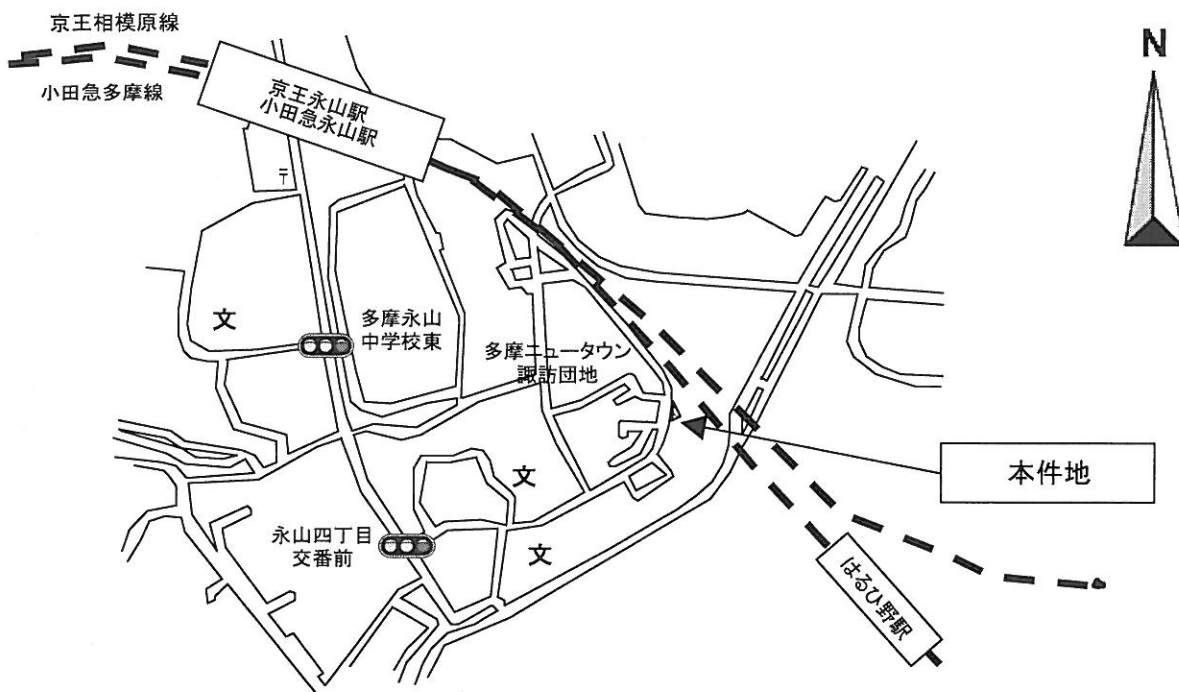 京王相模原線
小田急多摩線
京王永山駅
小田急永山駅
N
〒
文
多摩永山
中学校東
多摩ニュータウン
諏訪団地
本件地
文
永山四丁目
交番前
文
はるひ野駅